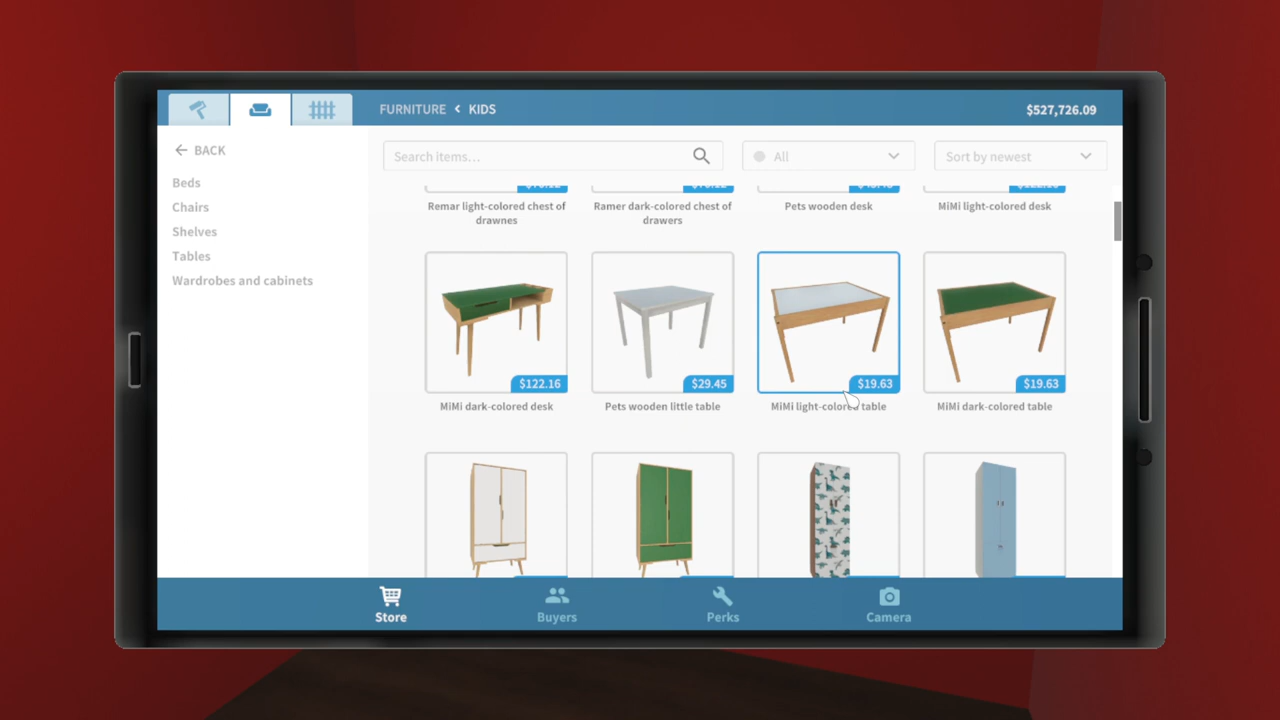 FURNITURE < KIDS
$527,726.09
BACK
Search items...
All
Sort by newest
Beds
Chairs
Shelves
Tables
Wardrobes and cabinets
Remar light-colored chest of
drawnes
Ramer dark-colored chest of
drawers
Pets wooden desk
MiMi light-colored desk
$122.16
$29.45
$19.63
$19.63
MiMi dark-colored desk
Pets wooden little table
MiMi light-colored table
MiMi dark-colored table
Store
Buyers
Perks
Camera